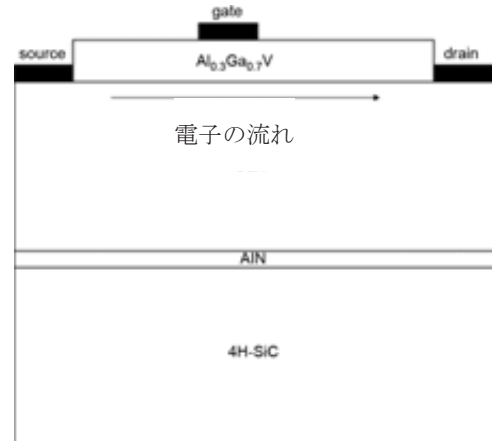 gate
source
Al0.3Ga0.7V
drain
電子の流れ
AlN
4H-SiC